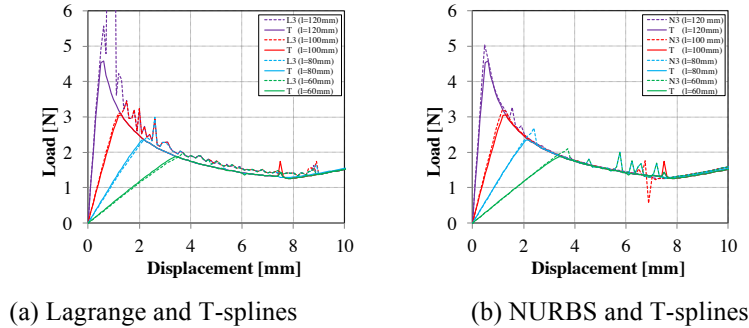 6
5
4
3
2
1
0
Load [N]
0 2 4 6 8 10
Displacement [mm]
L3 (l=120mm)
T (l=120mm)
L3 (l=100mm)
T (l=100mm)
L3 (l=80mm)
T (l=80mm)
L3 (l=60mm)
T (l=60mm)
(a) Lagrange and T-splines
6
5
4
3
2
1
0
Load [N]
0 2 4 6 8 10
Displacement [mm]
N3 (l=120 mm)
T (l=120mm)
N3 (l=100 mm)
T (l=100mm)
N3 (l=80mm)
T (l=80mm)
N3 (l=60mm)
T (l=60mm)
(b) NURBS and T-splines